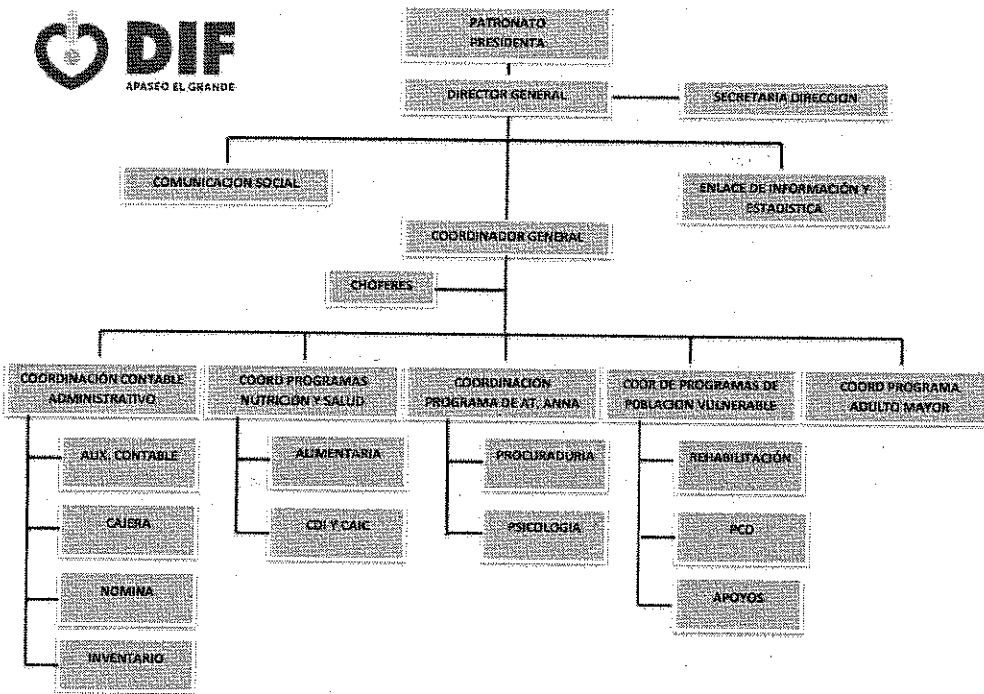 DIF
APASEO EL GRANDE
PATRONATO
PRESIDENTA
DIRECTOR GENERAL
SECRETARIA DIRECCION
COMUNICACION SOCIAL
ENLACE DE INFORMACIÓN Y
ESTADISTICA
COORDINADOR GENERAL
CHOFERES
COORDINACIÓN CONTABLE
ADMINISTRATIVO
COORD PROGRAMAS
NUTRICIÓN Y SALUD
COORDINACION
PROGRAMA DE AT. ANNA
COOR DE PROGRAMAS DE
POBLACION VULNERABLE
COORD PROGRAMA
ADULTO MAYOR
AUX. CONTABLE
ALIMENTARIA
PROCURADURIA
REHABILITACIÓN
CAJERA
CDI Y CAIC
PSICOLOGIA
PCD
NOMINA
APOYOS
INVENTARIO